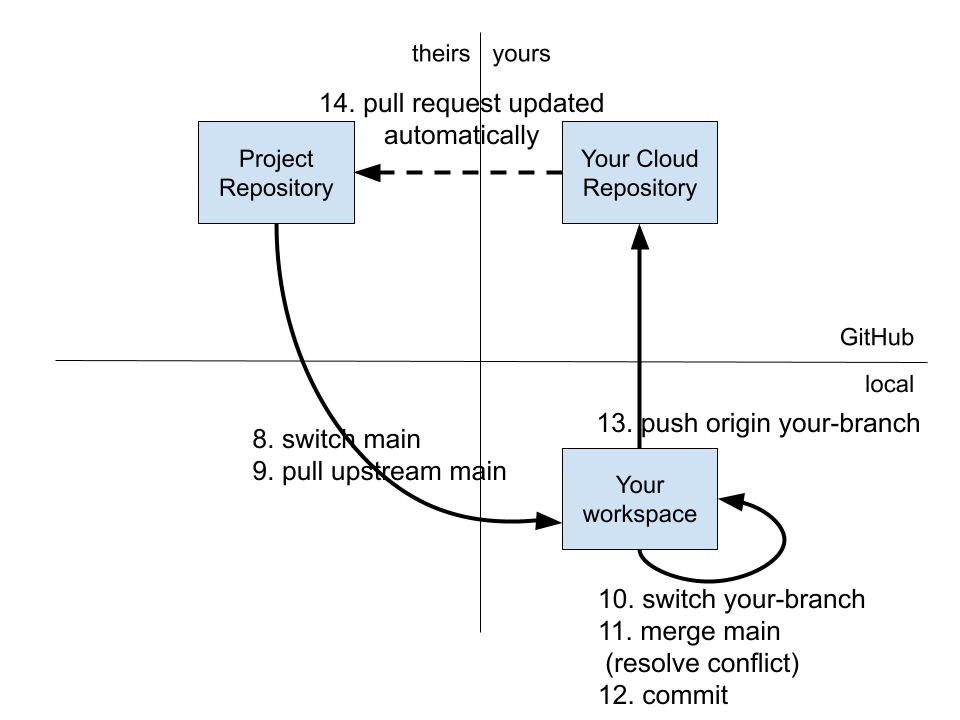 theirs
yours
14. pull request updated
automatically
Project
Repository
Your Cloud
Repository
GitHub
local
8. switch main
9. pull upstream main
13. push origin your-branch
Your
workspace
10. switch your-branch
11. merge main
(resolve conflict)
12. commit